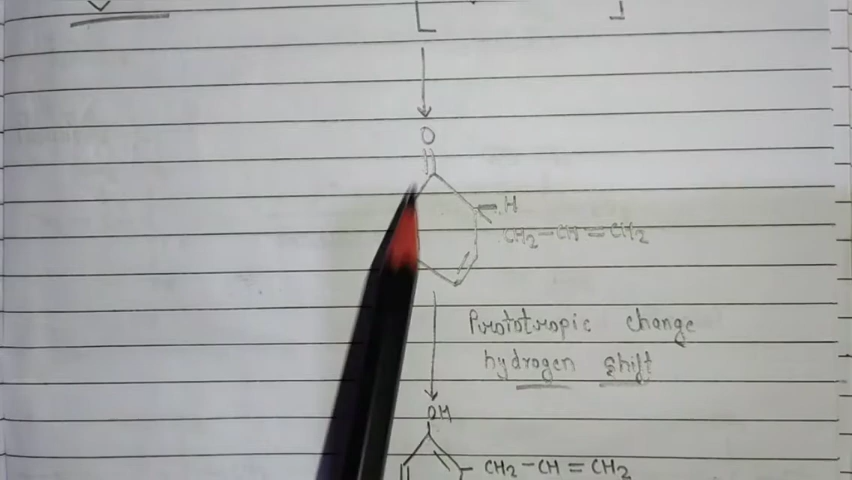 O
H
CH2-CH=CH2
Prototropic change
hydrogen shift
OH
CH2-CH=CH2